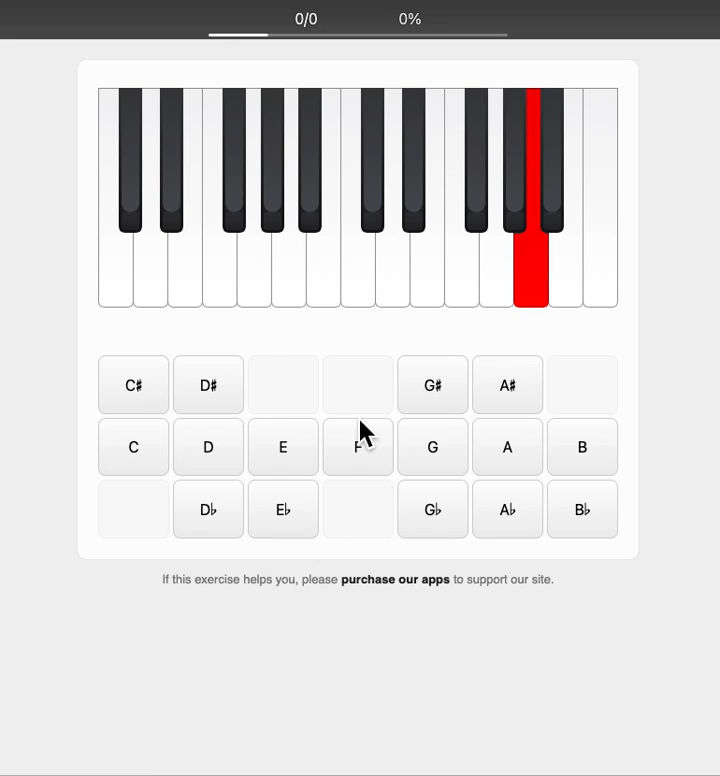 0/0 0%
C♯ D♯ G♯ A♯
C D E F G A B
D♭ E♭ G♭ A♭ B♭
If this exercise helps you, please purchase our apps to support our site.